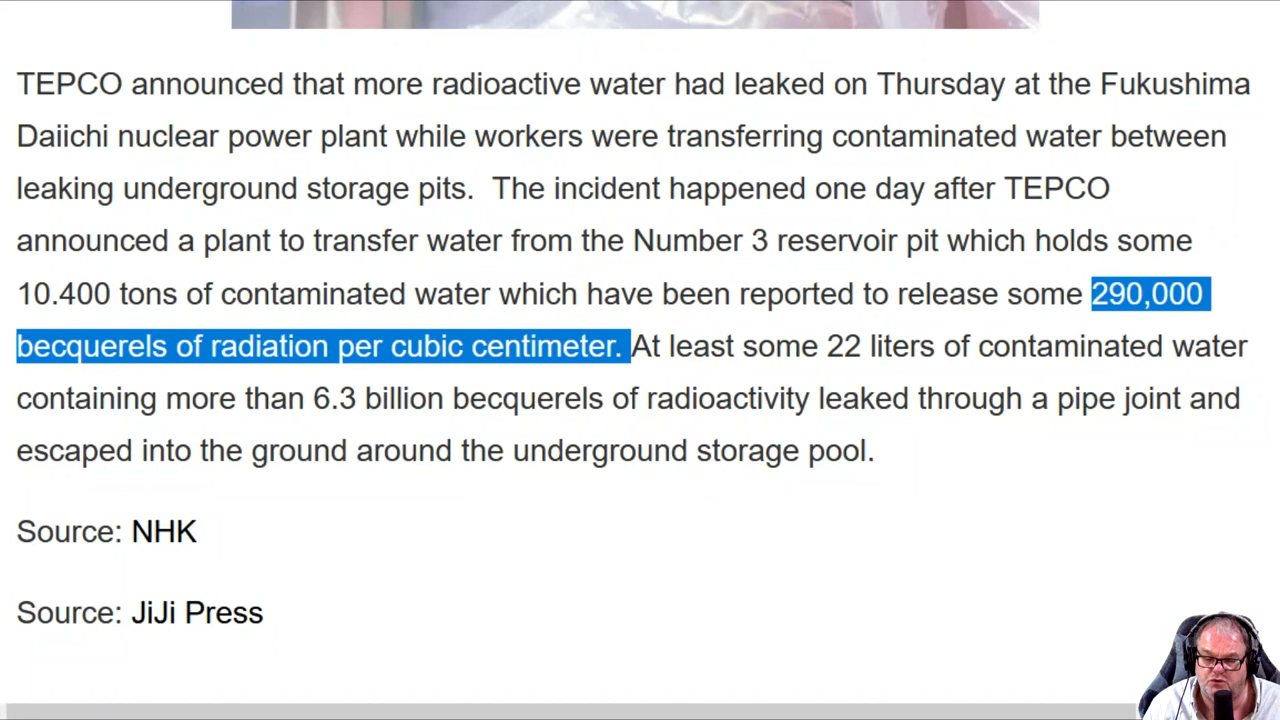 TEPCO announced that more radioactive water had leaked on Thursday at the Fukushima
Daiichi nuclear power plant while workers were transferring contaminated water between
leaking underground storage pits.  The incident happened one day after TEPCO
announced a plant to transfer water from the Number 3 reservoir pit which holds some
10.400 tons of contaminated water which have been reported to release some 290,000
becquerels of radiation per cubic centimeter. At least some 22 liters of contaminated water
containing more than 6.3 billion becquerels of radioactivity leaked through a pipe joint and
escaped into the ground around the underground storage pool.
Source: NHK
Source: JiJi Press